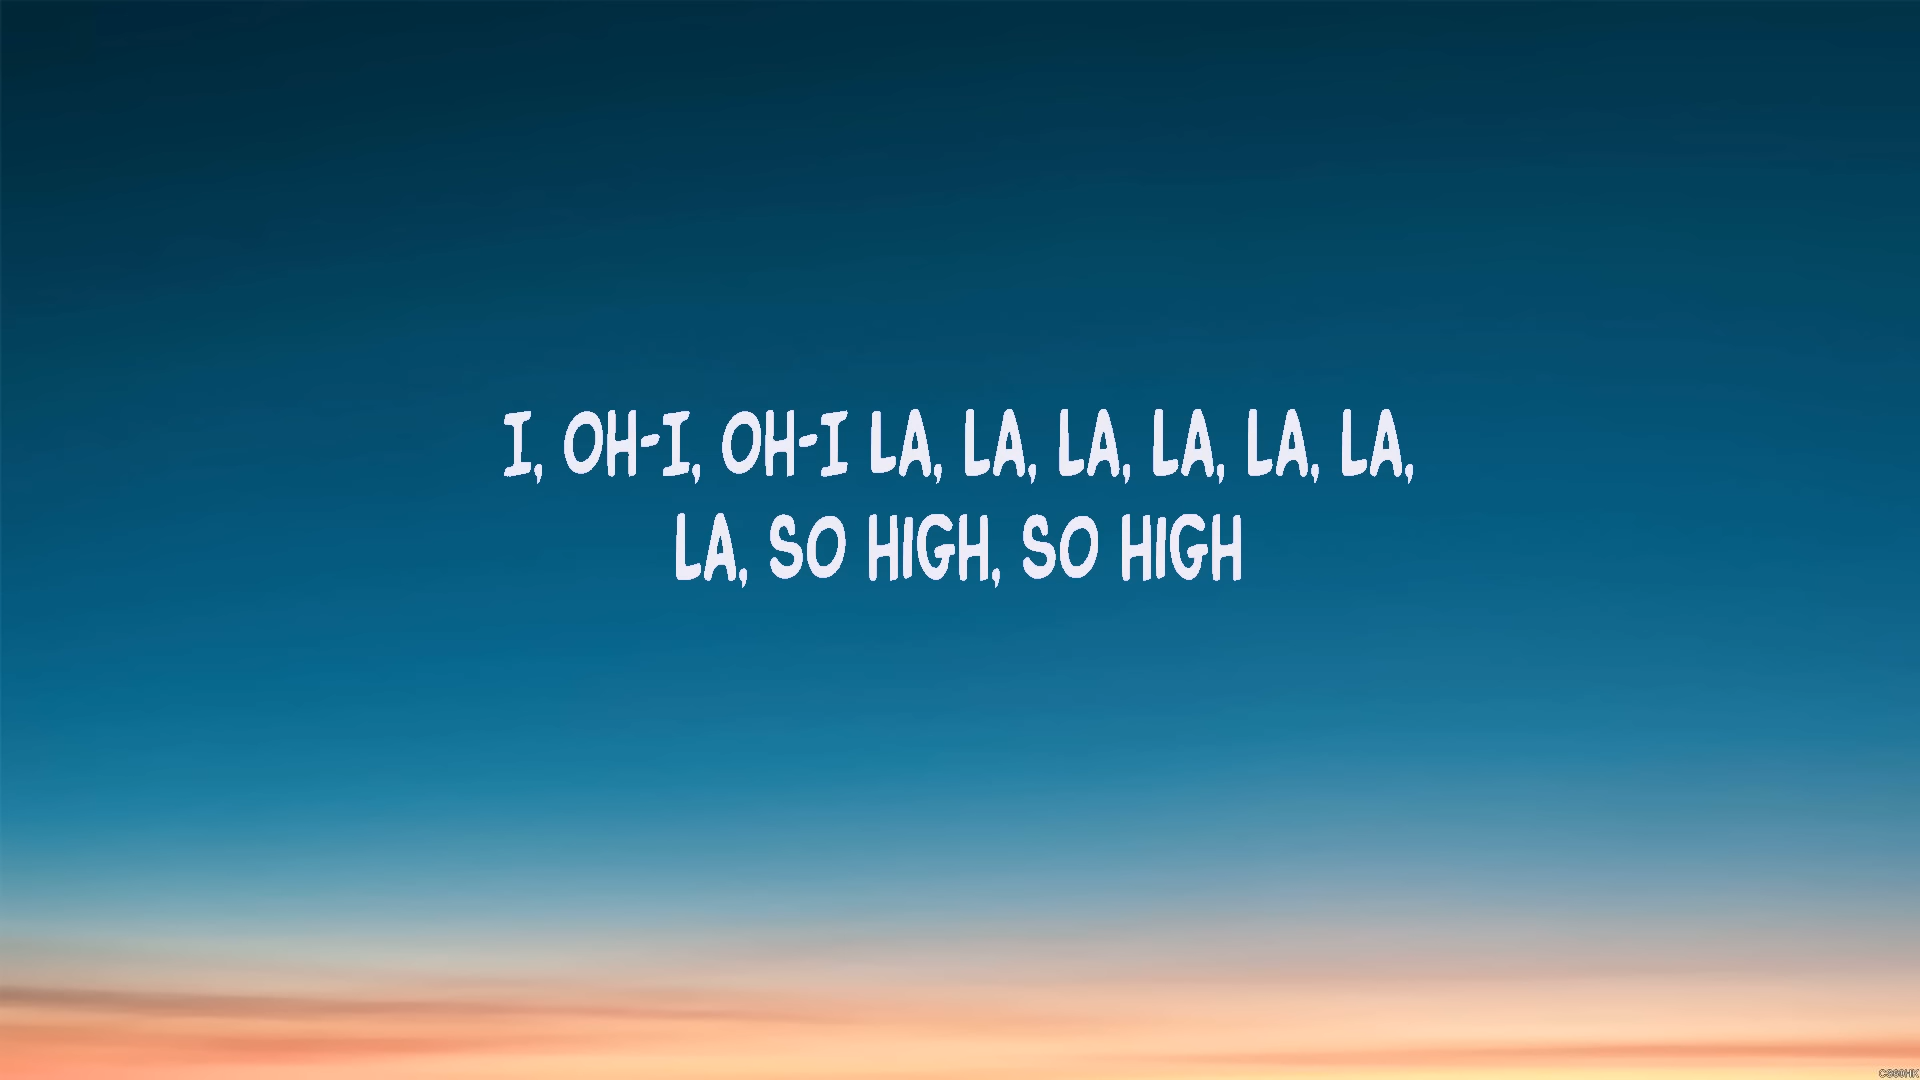 I, OH-I, OH-I LA, LA, LA, LA, LA, LA,
LA, SO HIGH, SO HIGH